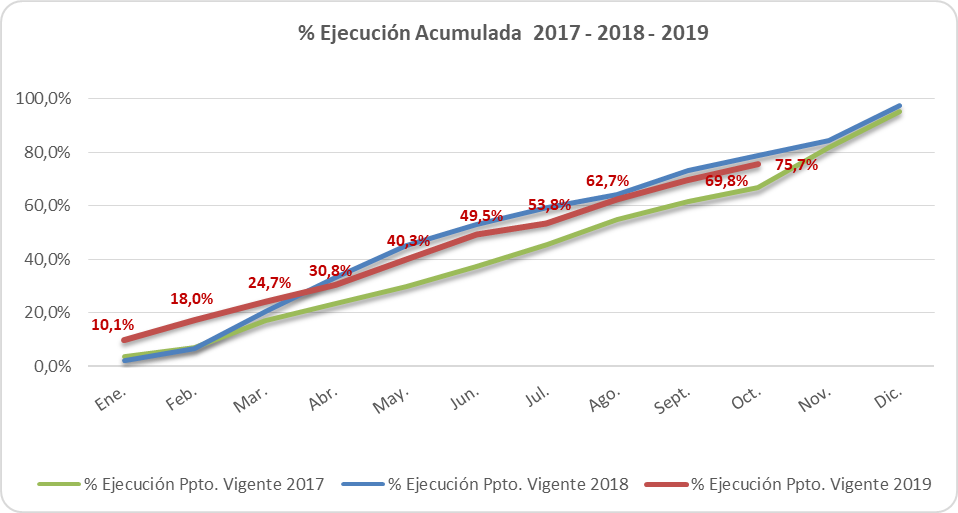 % Ejecución Acumulada 2017 - 2018 - 2019
100,0%
80,0%
60,0%
40,0%
20,0%
0,0%
10,1%
18,0%
24,7%
30,8%
40,3%
49,5%
53,8%
62,7%
69,8%
75,7%
Ene.
Feb.
Mar.
Abr.
May.
Jun.
Jul.
Ago.
Sept.
Oct.
Nov.
Dic.
% Ejecución Ppto. Vigente 2017
% Ejecución Ppto. Vigente 2018
% Ejecución Ppto. Vigente 2019